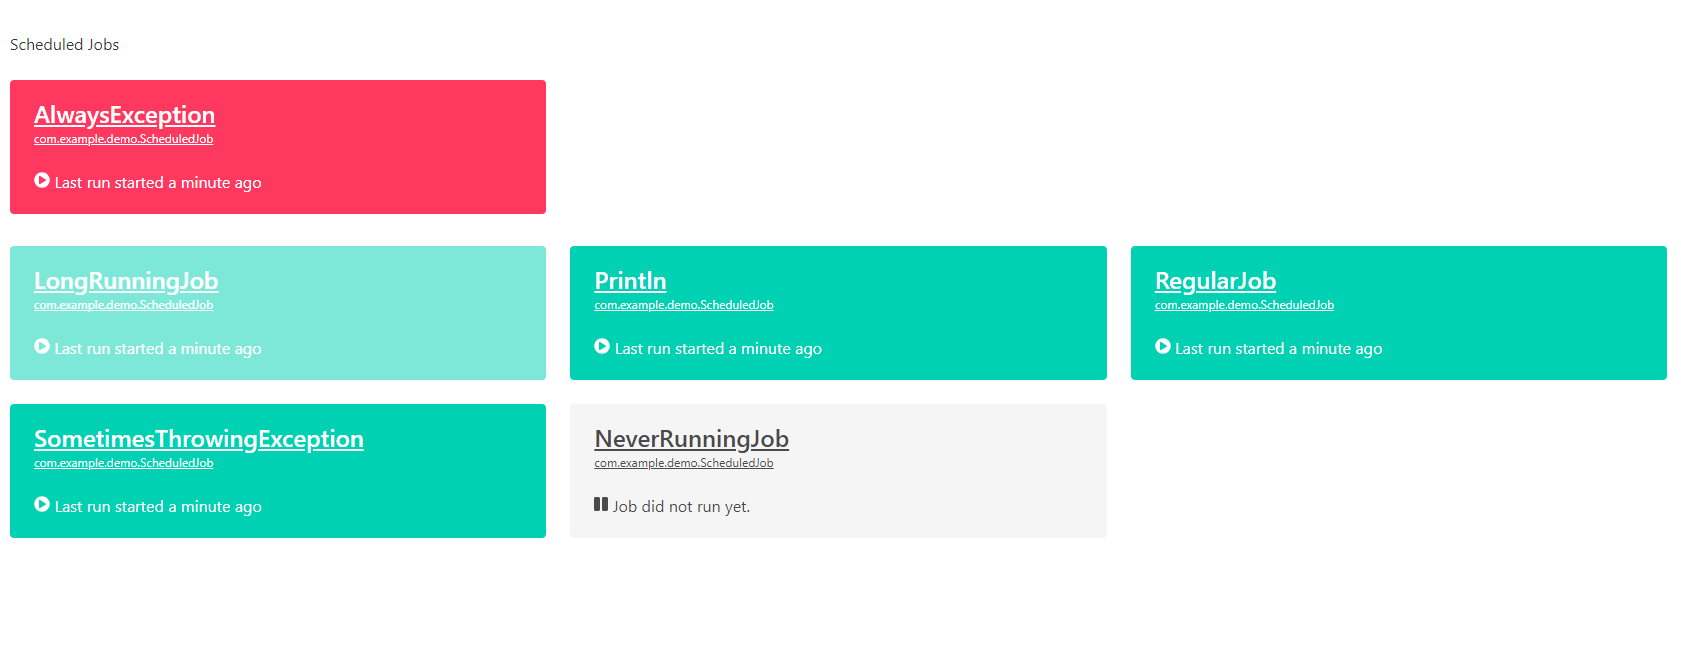 Scheduled Jobs
AlwaysException
com.example.demo.ScheduledJob
Last run started a minute ago
LongRunningJob
com.example.demo.ScheduledJob
Last run started a minute ago
Println
com.example.demo.ScheduledJob
Last run started a minute ago
RegularJob
com.example.demo.ScheduledJob
Last run started a minute ago
SometimesThrowingException
com.example.demo.ScheduledJob
Last run started a minute ago
NeverRunningJob
com.example.demo.ScheduledJob
Job did not run yet.